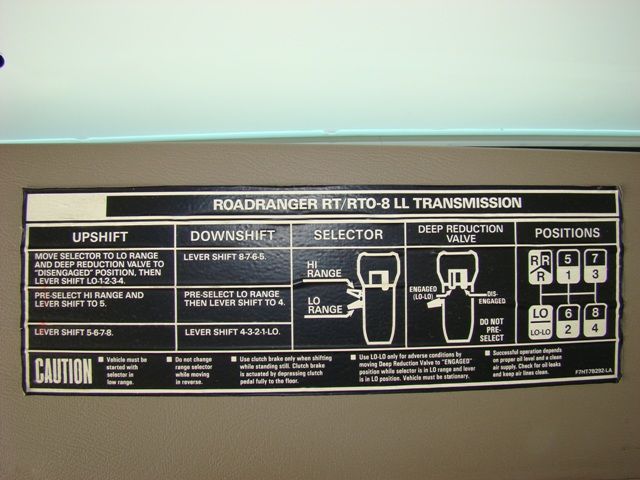 ROADRANGER RT/RTO-8 LL TRANSMISSION
UPSHIFT
MOVE SELECTOR TO LO RANGE
AND DEEP REDUCTION VALVE TO
"DISENGAGED" POSITION, THEN
LEVER SHIFT LO-1-2-3-4.
PRE-SELECT HI RANGE AND
LEVER SHIFT TO 5.
LEVER SHIFT 5-6-7-8.
DOWNSHIFT
LEVER SHIFT 8-7-6-5.
PRE-SELECT LO RANGE
THEN LEVER SHIFT TO 4.
LEVER SHIFT 4-3-2-1-LO.
SELECTOR
HI
RANGE
LO
RANGE
DEEP REDUCTION
VALVE
ENGAGED
(LO-LO)
DIS-
ENGAGED
DO NOT
PRE-
SELECT
POSITIONS
R R 5 7
R 1 3
LO 6 8
LO-LO 2 4
CAUTION
■ Vehicle must be
started with
selector in
low range.
■ Do not change
range selector
while moving
in reverse.
■ Use clutch brake only when shifting
while standing still. Clutch brake
is actuated by depressing clutch
pedal fully to the floor.
■ Use LO-LO only for adverse conditions by
moving Deep Reduction Valve to "ENGAGED"
position while selector is in LO range and lever
is in LO position. Vehicle must be stationary.
■ Successful operation depends
on proper oil level and a clean
air supply. Check for oil leaks
and keep air lines clean.
F7HT-7B292-LA